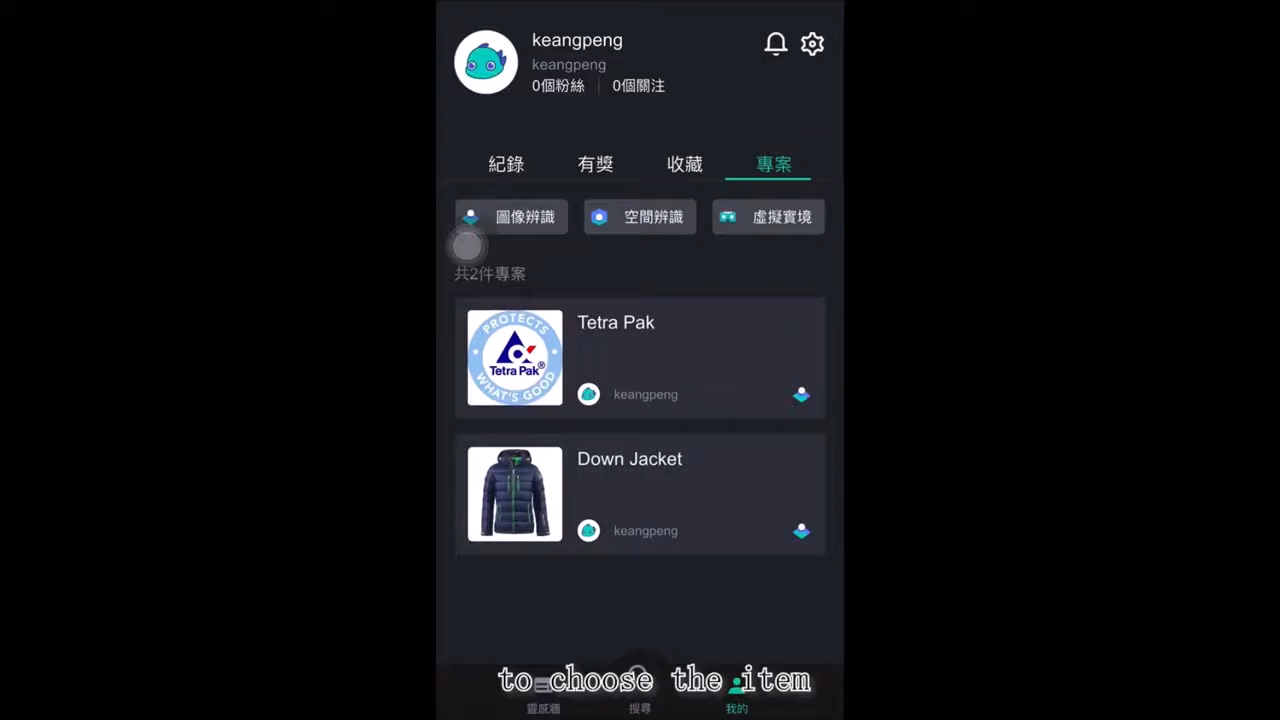 keangpeng
keangpeng
0個粉絲 0個關注
紀錄 有獎 收藏 專案
圖像辨識 空間辨識 虛擬實境
共2件專案
PROTECTS
Tetra Pak®
WHAT'S GOOD
Tetra Pak
keangpeng
Down Jacket
keangpeng
to choose the item
靈感牆 搜尋 我的